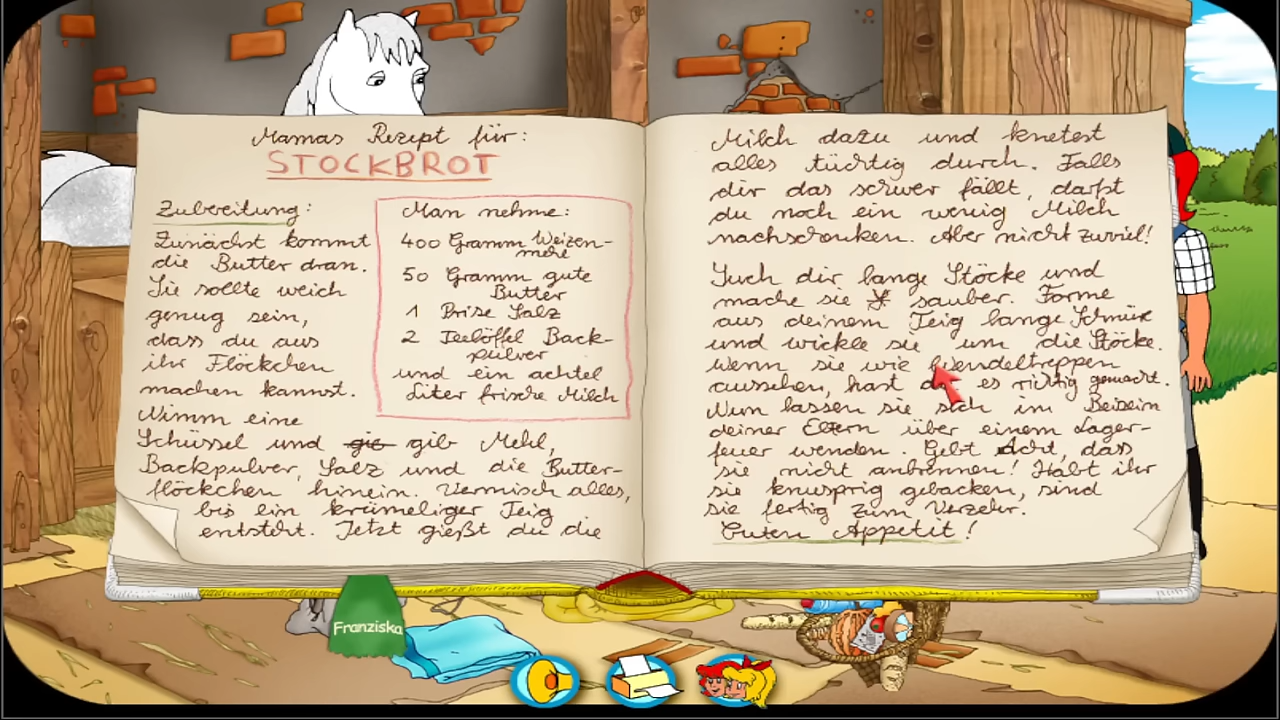 Mamas Rezept für:
STOCKBROT
Zubereitung:
Zunächst kommt
die Butter dran.
Sie sollte weich
genug sein,
dass du aus
ihr Flöckchen
machen kannst.
Nimm eine
Schüssel und gie gib Mehl,
Backpulver, Salz und die Butter-
flöckchen hinein. Vermisch alles,
bis ein krümeliger Teig
entsteht. Jetzt gießt du die
Man nehme:
400 Gramm Weizen-
mehl
50 Gramm gute
Butter
1 Brise Salz
2 Teelöffel Back-
pulver
und ein achtel
Liter frische Milch
Milch dazu und knetest
alles tüchtig durch. Falls
dir das schwer fällt, darfst
du noch ein wenig Milch
nachschenken. Aber nicht zuviel!
Such dir lange Stöcke und
mache sie sauber. Forme
aus deinem Teig lange Schnüre
und wickle sie um die Stöcke.
Wenn sie wie Wendeltreppen
aussehen, hast es richtig gemacht.
Nun lassen sie sich im Beisein
deiner Eltern über einem Lager-
feuer wenden. Gebt Acht, dass
sie nicht anbrennen! Habt ihr
sie knusprig gebacken, sind
sie fertig zum Verzehr.
Guten Appetit!
Franziska